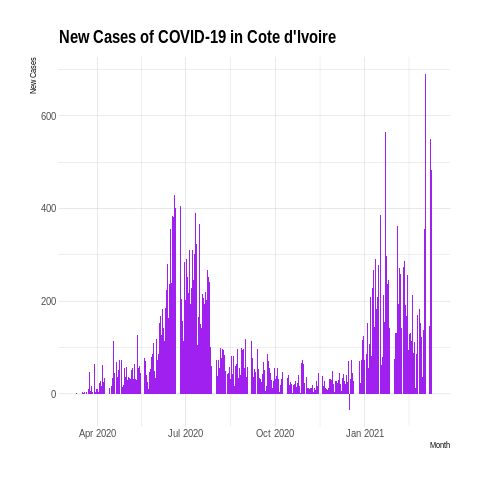 New Cases of COVID-19 in Cote d'Ivoire
New Cases
600
400
200
0
Apr 2020 Jul 2020 Oct 2020 Jan 2021
Month